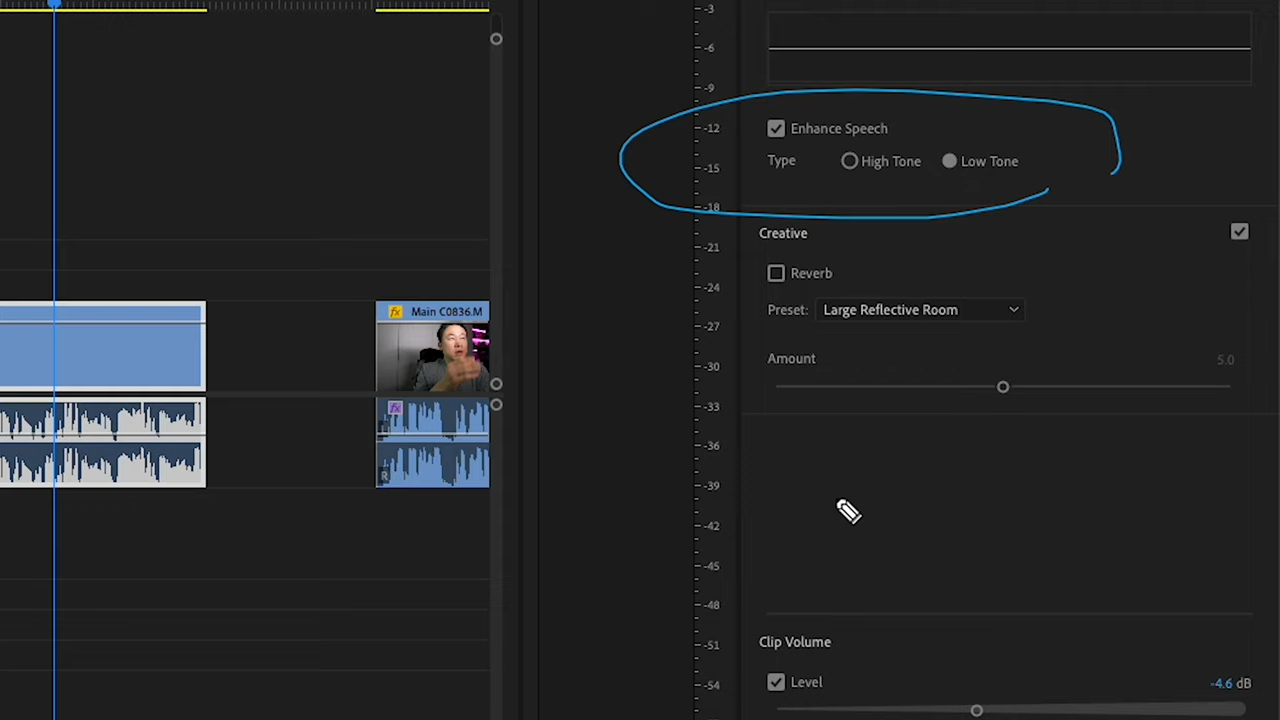 -3
-6
-9
-12
-15
-18
-21
-24
-27
-30
-33
-36
-39
-42
-45
-48
-51
-54
Enhance Speech
Type High Tone Low Tone
Creative
Reverb
Preset: Large Reflective Room
Amount 5.0
fx Main C0836.M
fx
R
Clip Volume
Level -4.6 dB